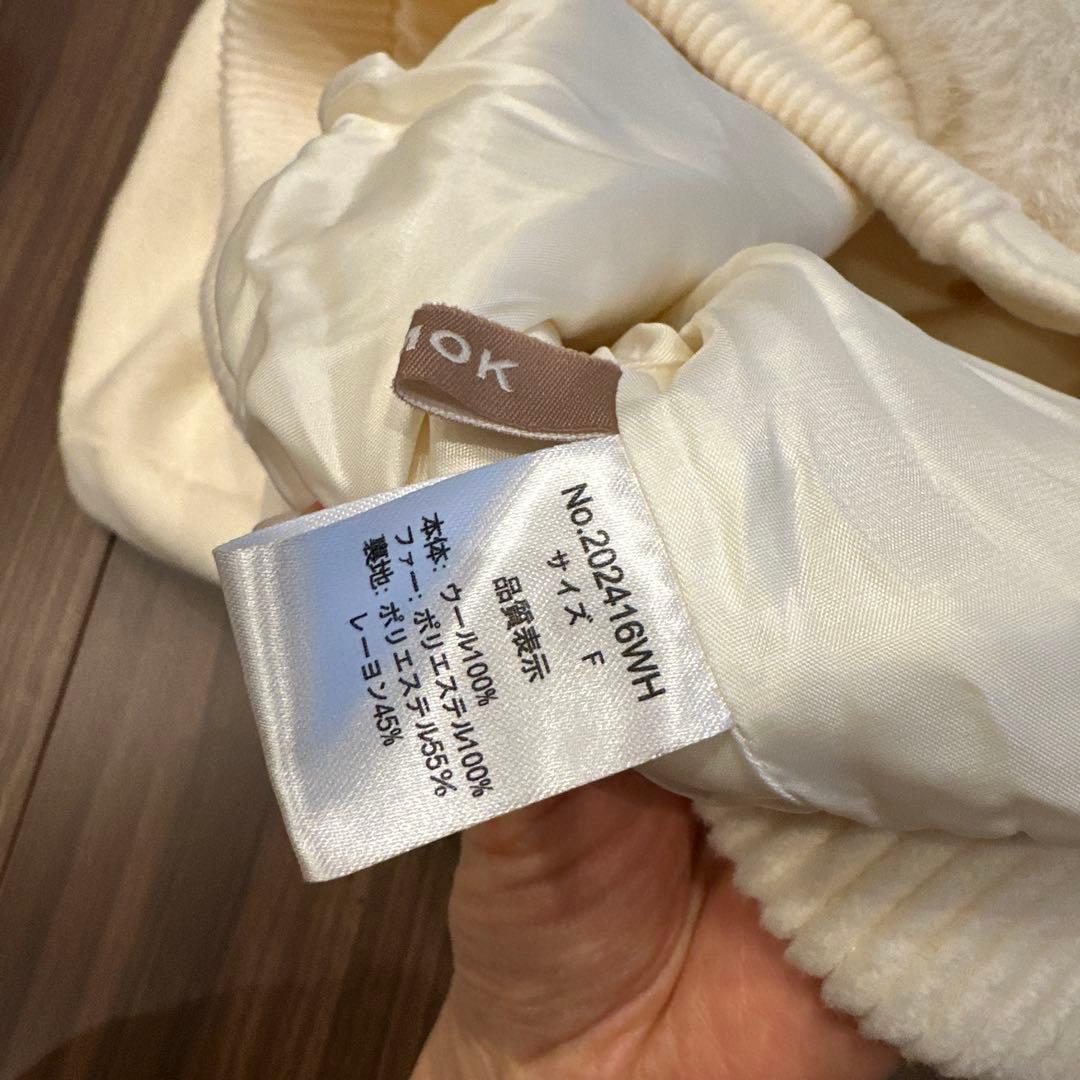 OK
No.202416WH
サイズ F
品質表示
本体: ウール100%
ファー: ポリエステル100%
裏地: ポリエステル55%
レーヨン45%